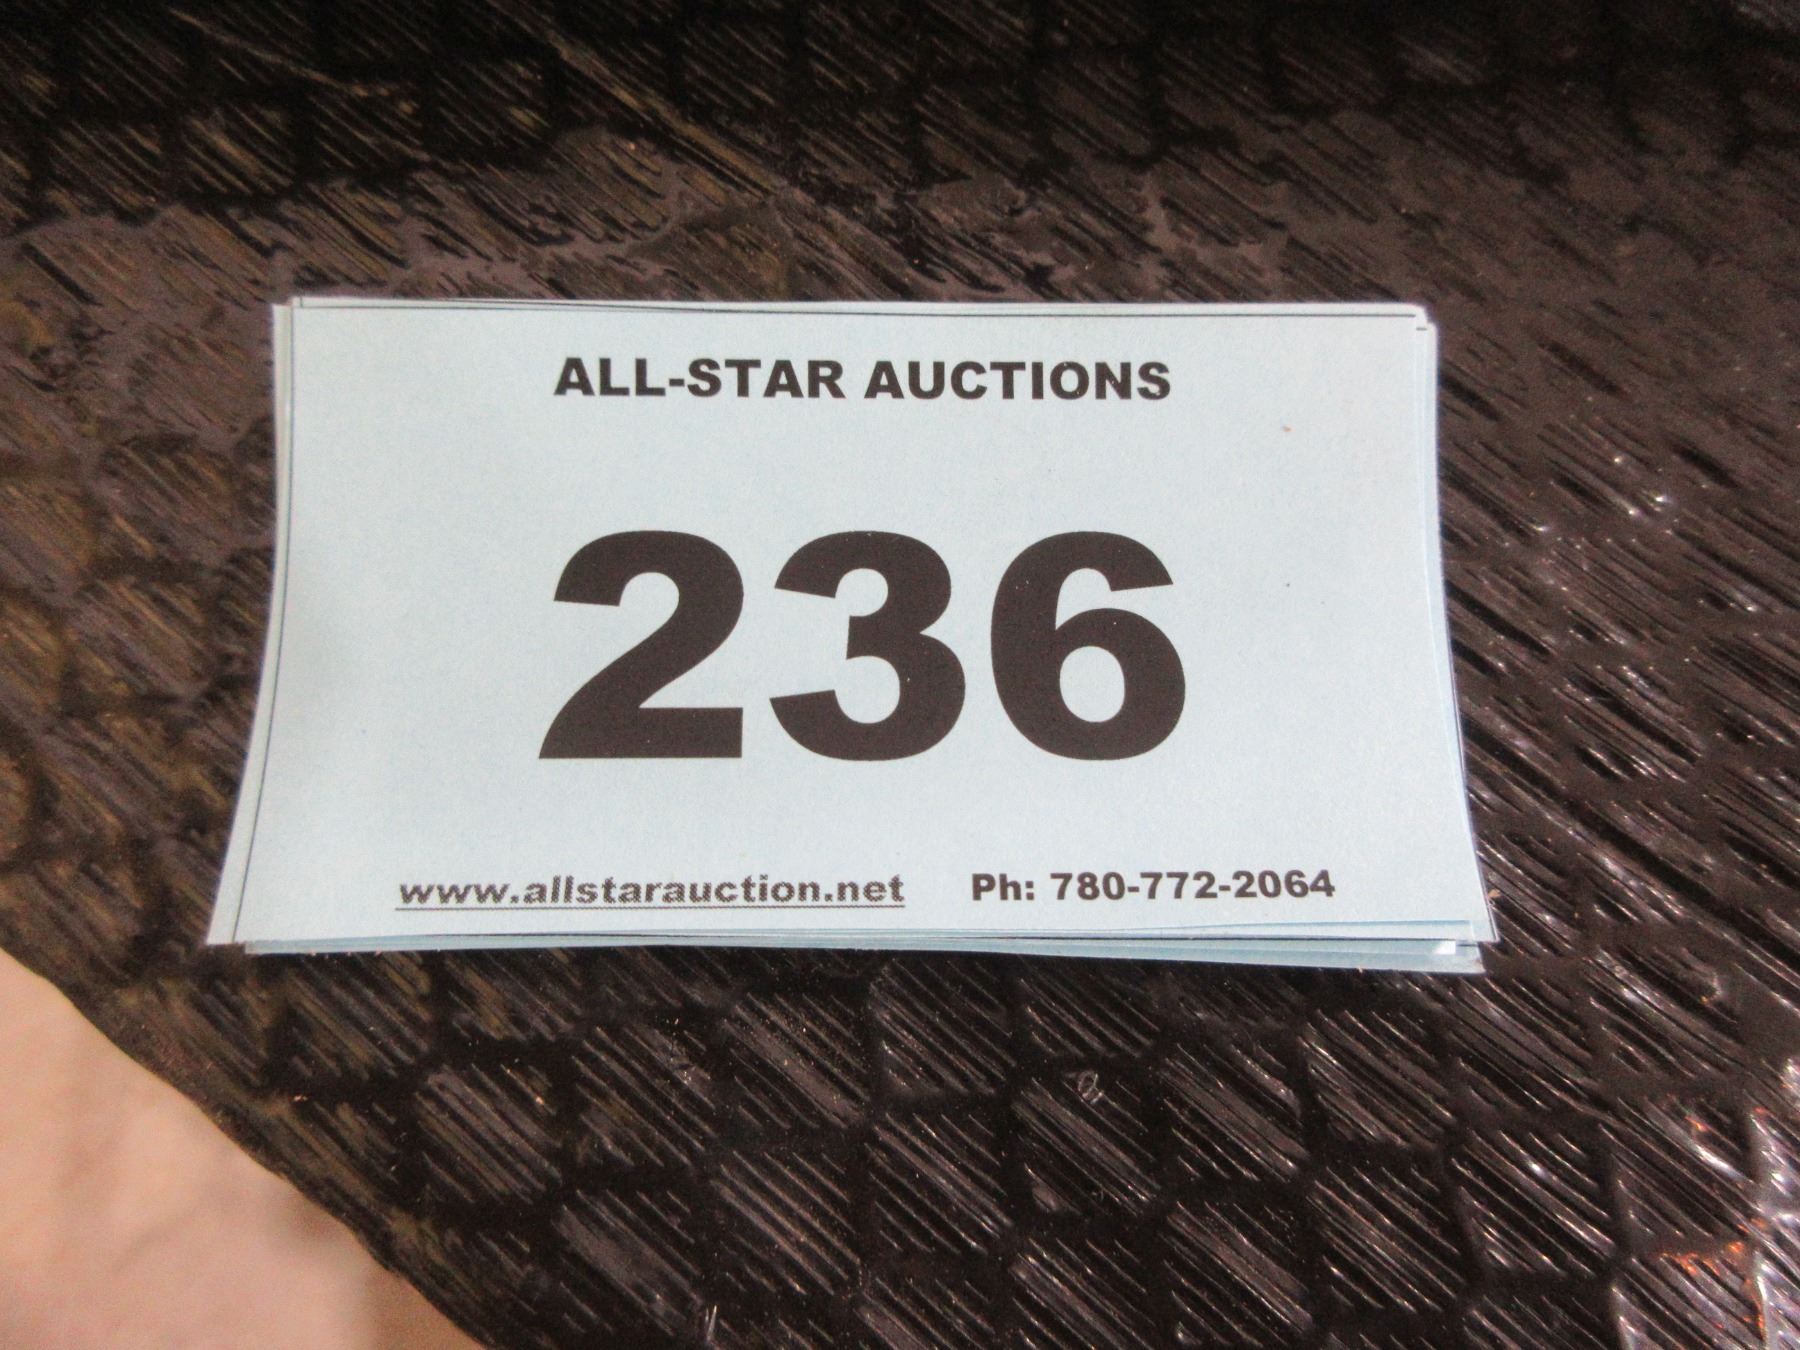 ALL-STAR AUCTIONS
236
www.allstarauction.net Ph: 780-772-2064